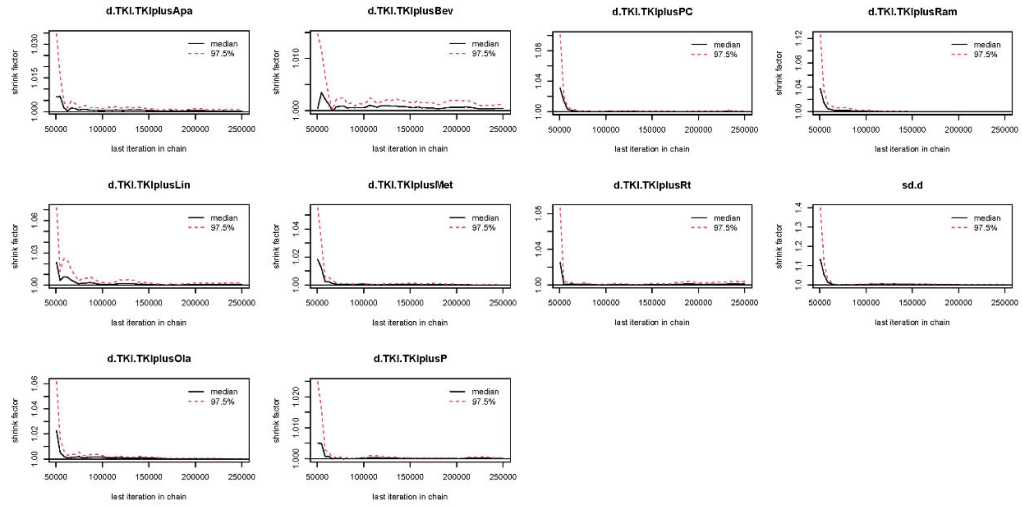 d.TKI.TKIplusApa
shrink factor
1.030
1.015
1.000
median
97.5%
50000 100000 150000 200000 250000
last iteration in chain
d.TKI.TKIplusBev
shrink factor
1.010
1.000
median
97.5%
50000 100000 150000 200000 250000
last iteration in chain
d.TKI.TKIplusPC
shrink factor
1.08
1.04
1.00
median
97.5%
50000 100000 150000 200000 250000
last iteration in chain
d.TKI.TKIplusRam
shrink factor
1.12
1.08
1.04
1.00
median
97.5%
50000 100000 150000 200000 250000
last iteration in chain
d.TKI.TKIplusLin
shrink factor
1.06
1.03
1.00
median
97.5%
50000 100000 150000 200000 250000
last iteration in chain
d.TKI.TKIplusMet
shrink factor
1.04
1.02
1.00
median
97.5%
50000 100000 150000 200000 250000
last iteration in chain
d.TKI.TKIplusRt
shrink factor
1.08
1.04
1.00
median
97.5%
50000 100000 150000 200000 250000
last iteration in chain
sd.d
shrink factor
1.4
1.3
1.2
1.1
1.0
median
97.5%
50000 100000 150000 200000 250000
last iteration in chain
d.TKI.TKIplusOla
shrink factor
1.06
1.04
1.02
1.00
median
97.5%
50000 100000 150000 200000 250000
last iteration in chain
d.TKI.TKIplusP
shrink factor
1.020
1.010
1.000
median
97.5%
50000 100000 150000 200000 250000
last iteration in chain